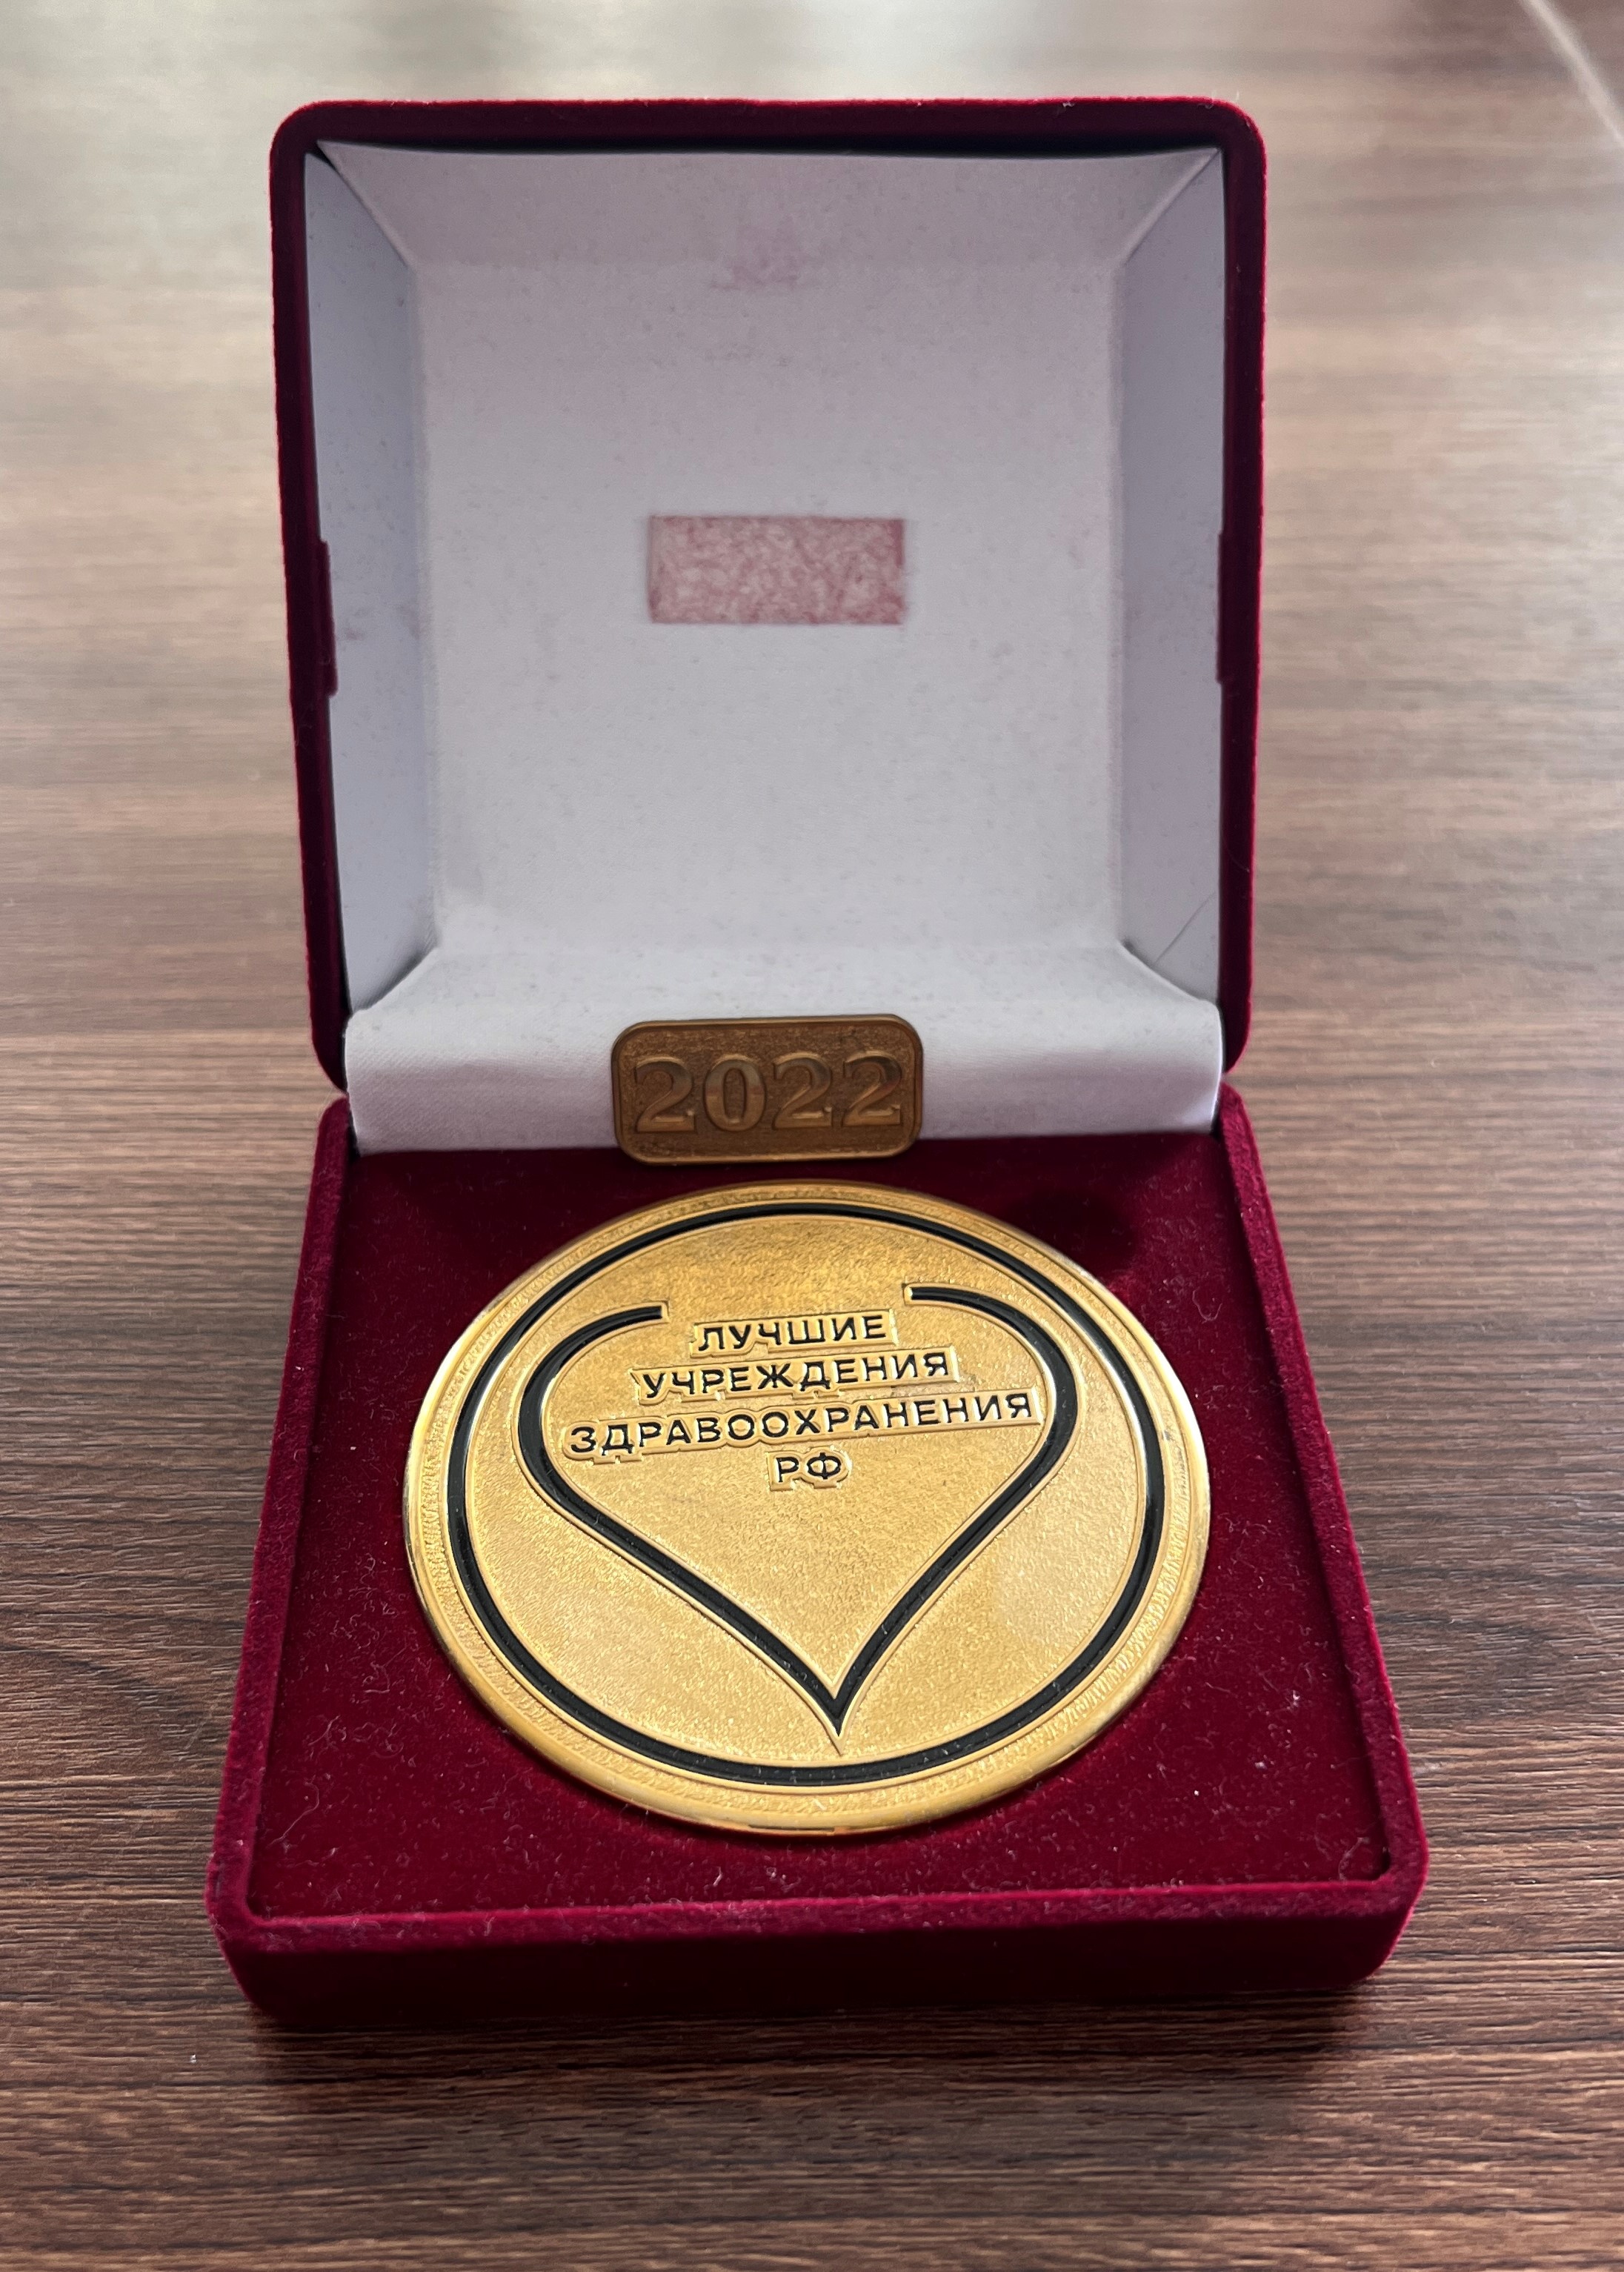 2022
ЛУЧШИЕ
УЧРЕЖДЕНИЯ
ЗДРАВООХРАНЕНИЯ
РФ